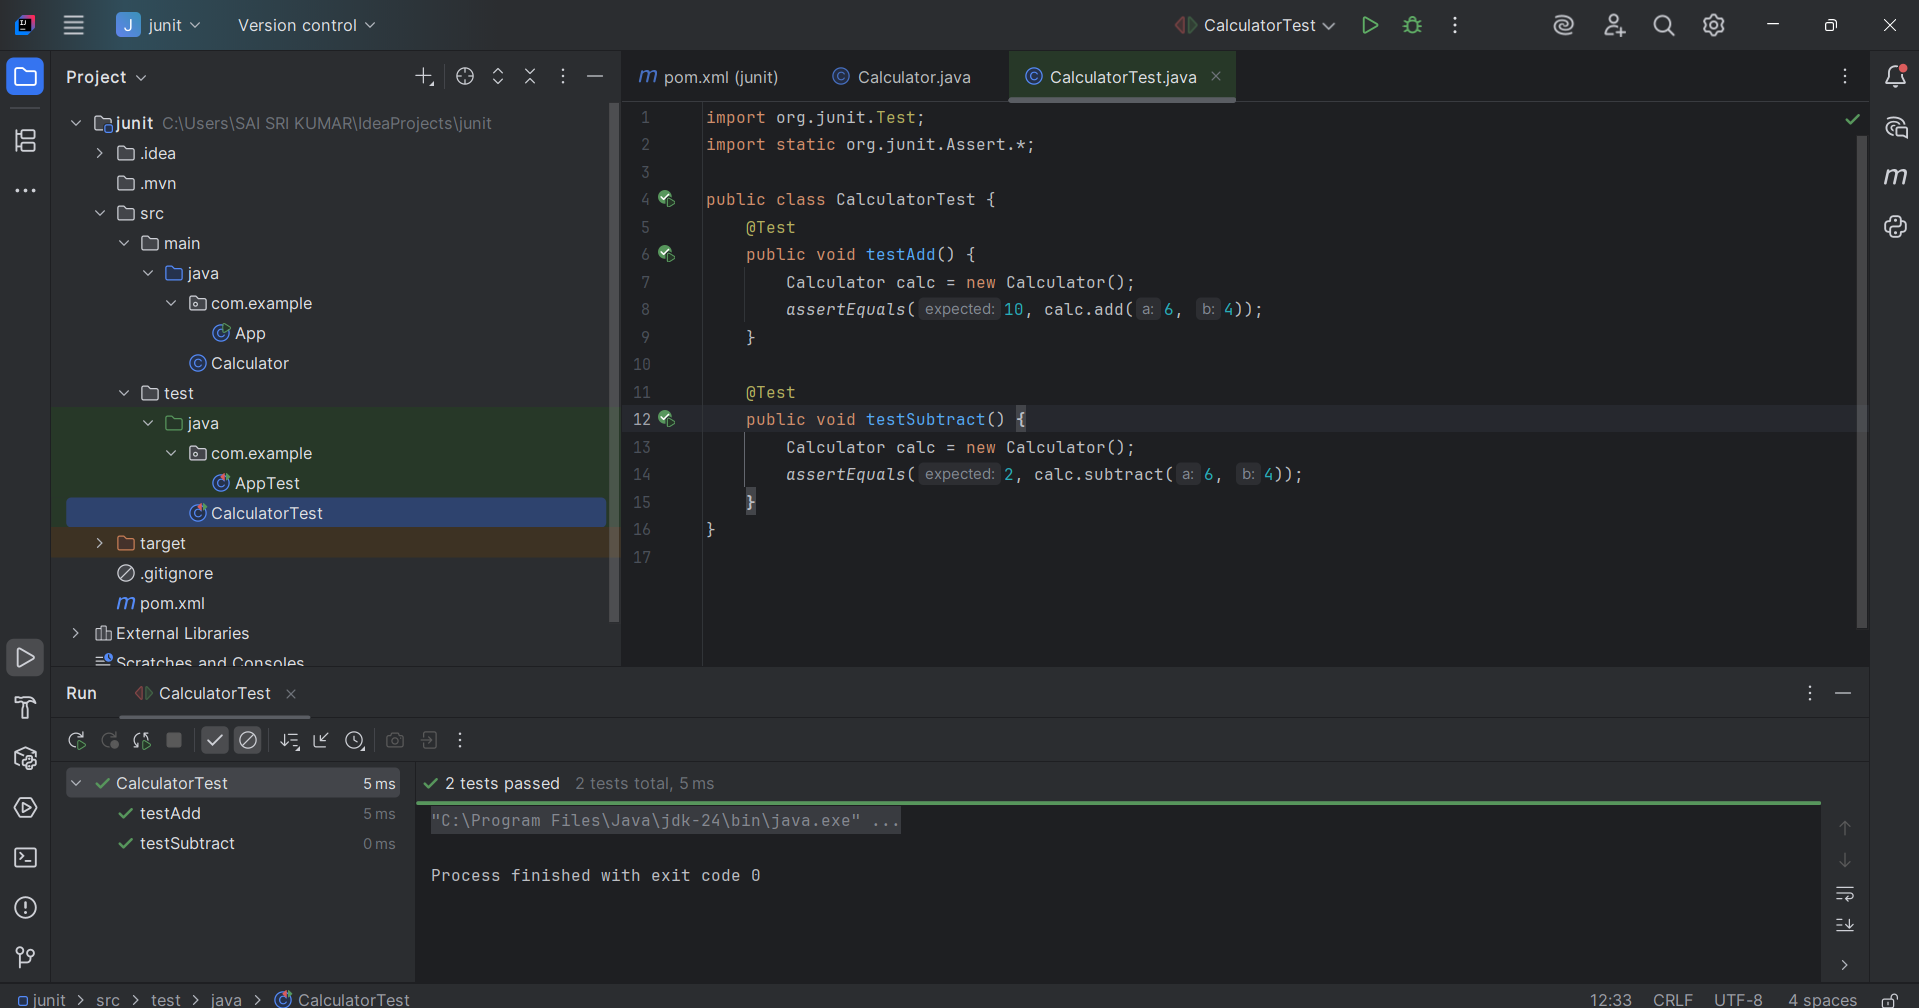 J junit Version control CalculatorTest
Project
pom.xml (junit) Calculator.java CalculatorTest.java
junit C:\Users\SAI SRI KUMAR\IdeaProjects\junit
.idea
.mvn
src
main
java
com.example
App
Calculator
test
java
com.example
AppTest
CalculatorTest
target
.gitignore
pom.xml
External Libraries
Scratches and Consoles
1 import org.junit.Test;
2 import static org.junit.Assert.*;
3
4 public class CalculatorTest {
5 @Test
6 public void testAdd() {
7 Calculator calc = new Calculator();
8 assertEquals( expected: 10, calc.add( a: 6, b: 4));
9 }
10
11 @Test
12 public void testSubtract() {
13 Calculator calc = new Calculator();
14 assertEquals( expected: 2, calc.subtract( a: 6, b: 4));
15 }
16 }
17
Run CalculatorTest
CalculatorTest 5 ms
testAdd 5 ms
testSubtract 0 ms
2 tests passed 2 tests total, 5 ms
"C:\Program Files\Java\jdk-24\bin\java.exe" ...
Process finished with exit code 0
junit > src > test > java > CalculatorTest
12:33 CRLF UTF-8 4 spaces